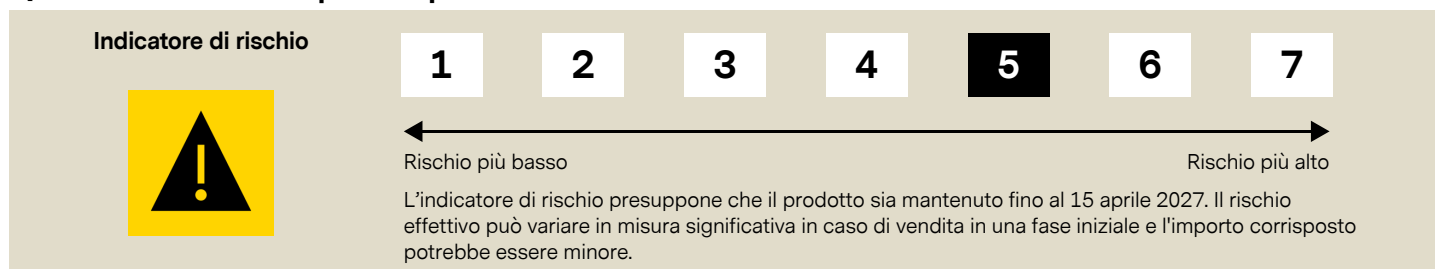 Indicatore di rischio
1 2 3 4 5 6 7
Rischio più basso
Rischio più alto
L'indicatore di rischio presuppone che il prodotto sia mantenuto fino al 15 aprile 2027. Il rischio
effettivo può variare in misura significativa in caso di vendita in una fase iniziale e l'importo corrisposto
potrebbe essere minore.